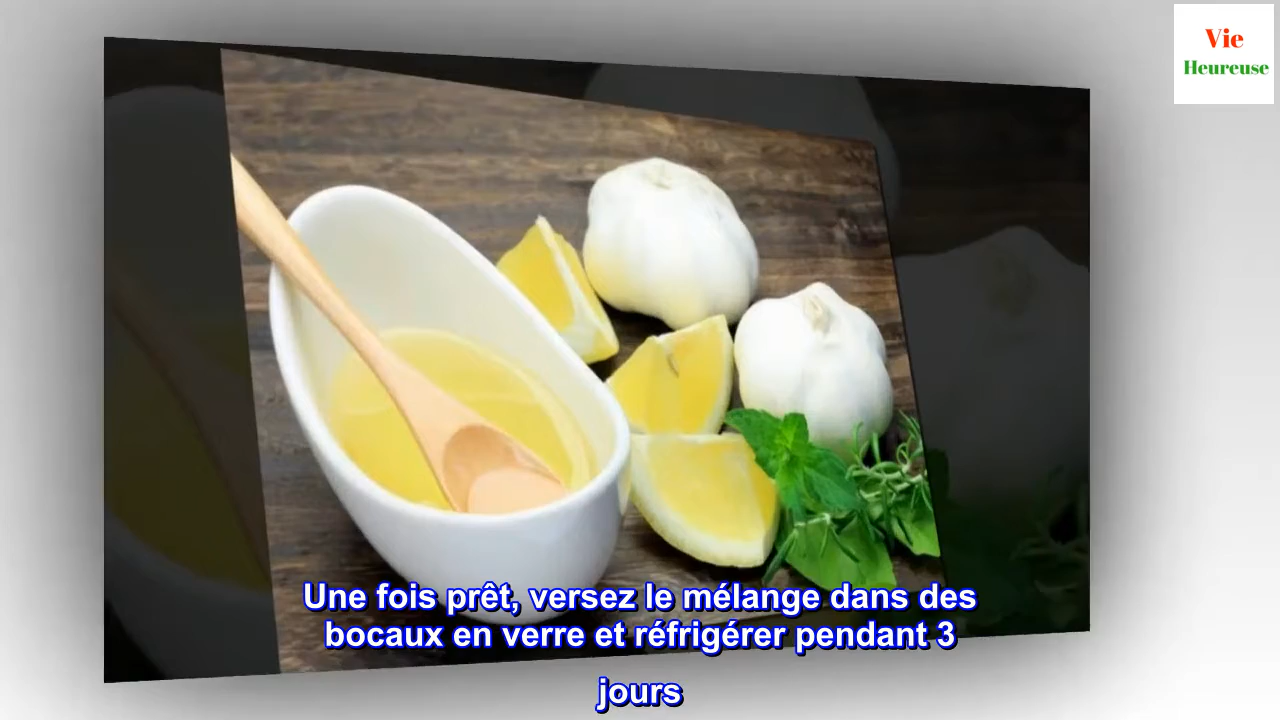 Vie
Heureuse
Une fois prêt, versez le mélange dans des
bocaux en verre et réfrigérer pendant 3
jours